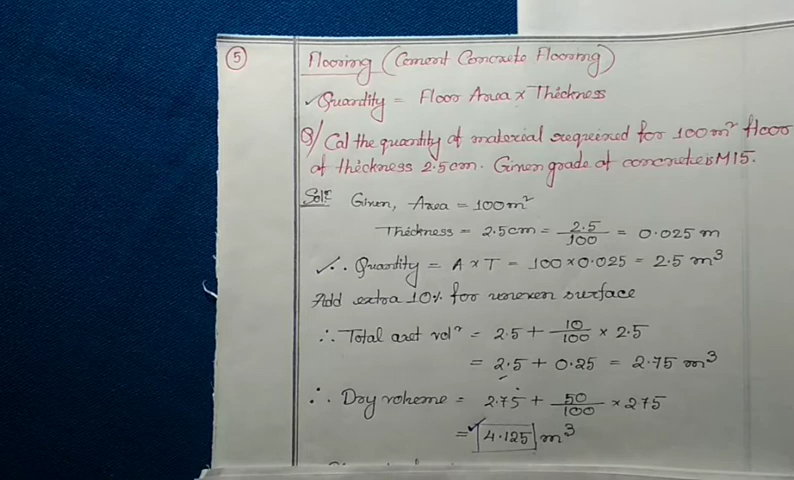 5
Flooring (Cement Concrete Flooring)
✓ Quantity = Floor Area × Thickness
Q/ Cal the quantity of material required for 100m² floor
of thickness 2.5cm. Given grade of concrete is M15.
Solⁿ: Given, Area = 100m²
Thickness = 2.5cm = 2.5/100 = 0.025 m
✓∴ Quantity = A × T = 100 × 0.025 = 2.5 m³
Add extra 10% for uneven surface
∴ Total wet volⁿ = 2.5 + 10/100 × 2.5
= 2.5 + 0.25 = 2.75 m³
∴ Dry volume = 2.75 + 50/100 × 275
= 4.125 m³